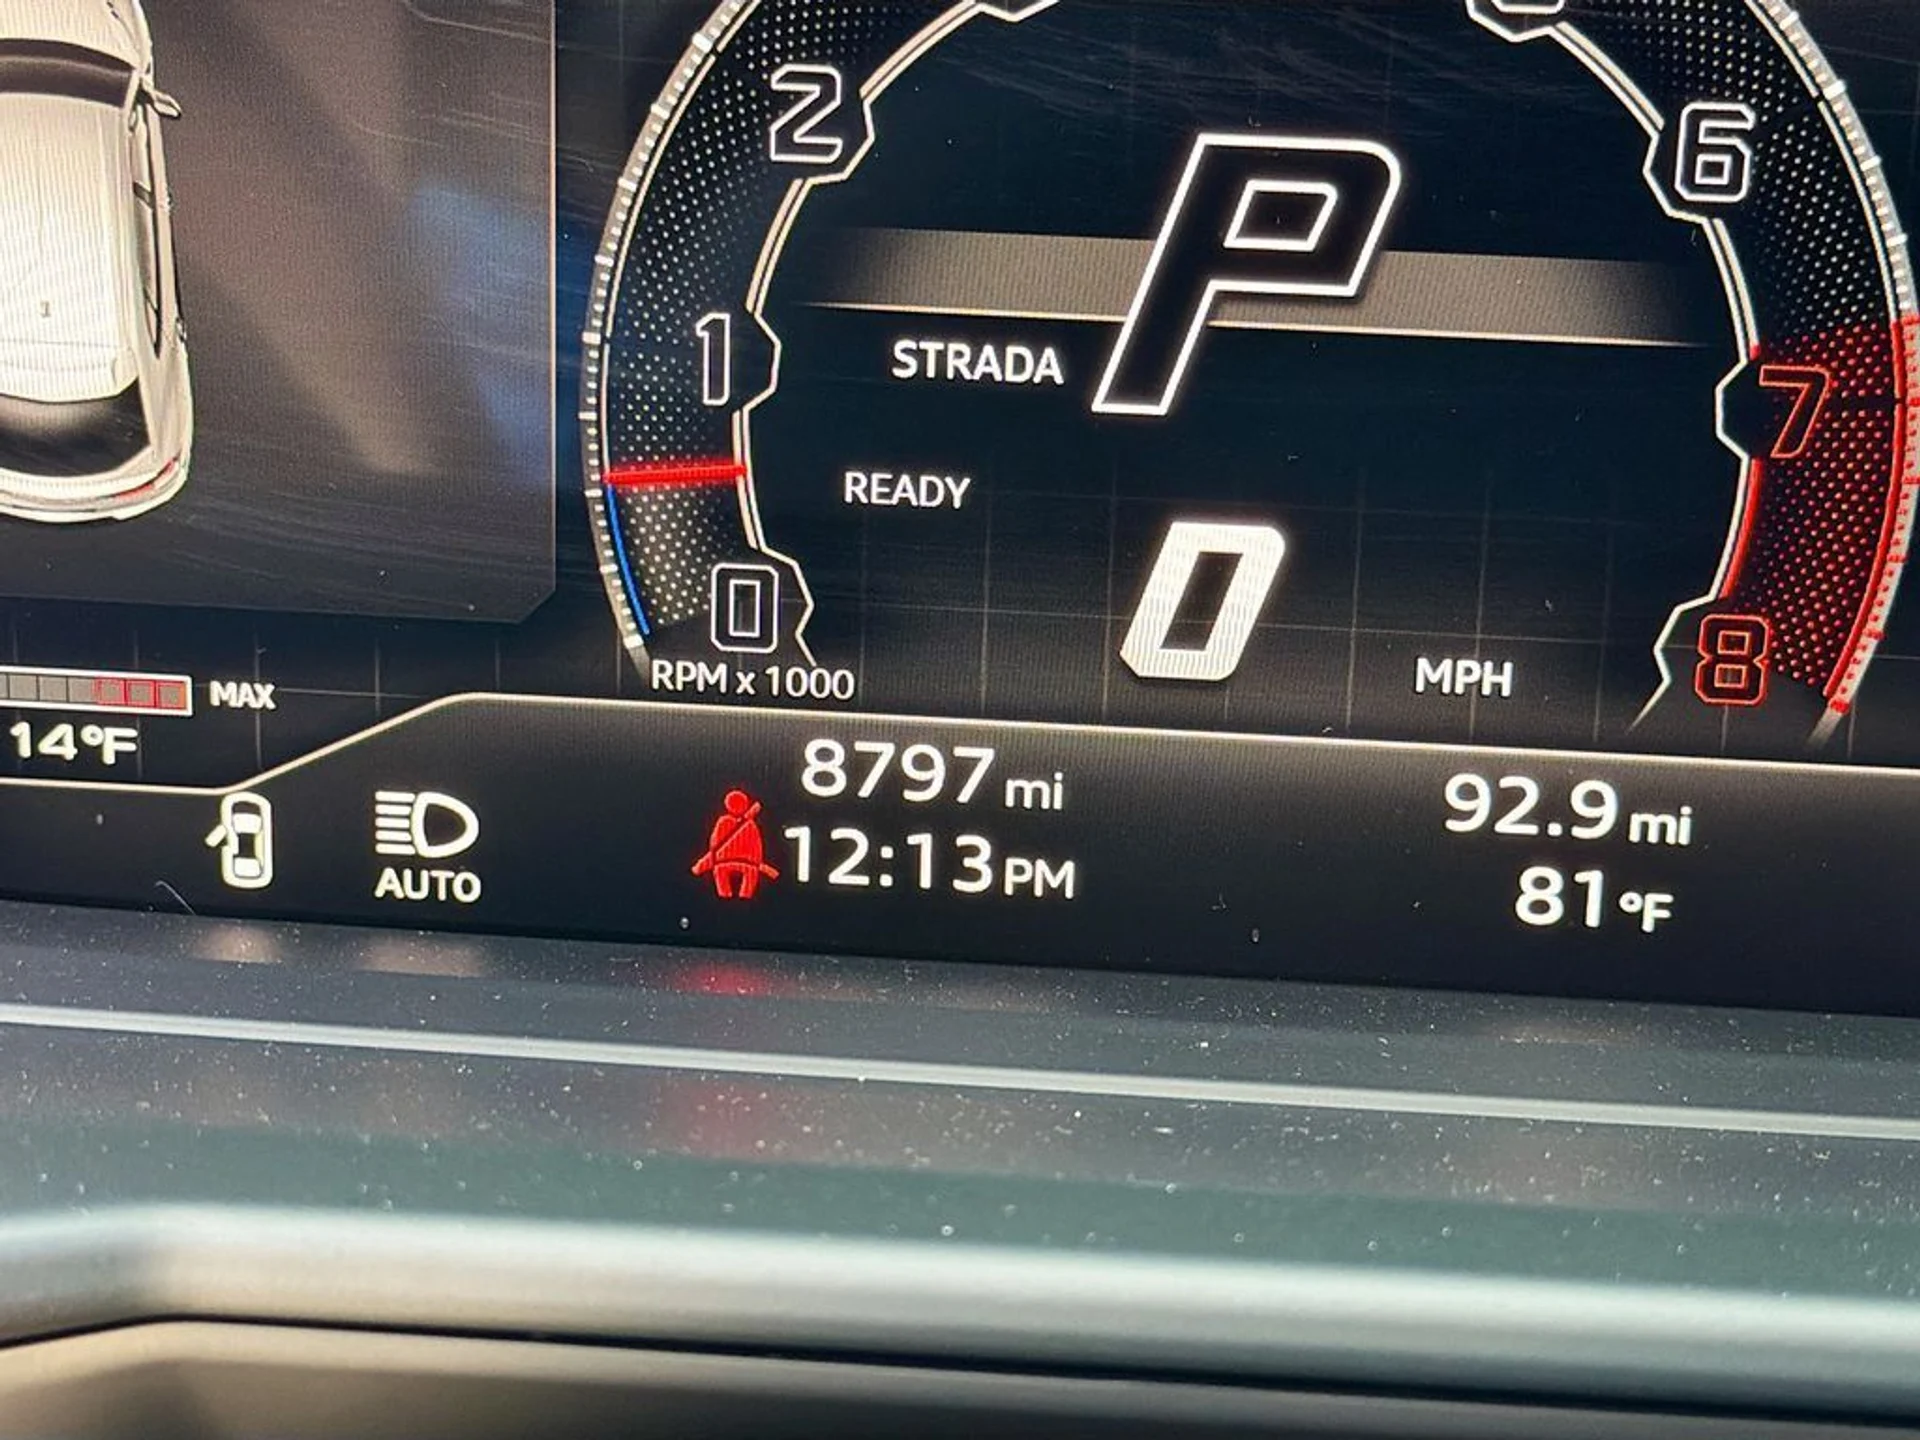 2
6
P
1
STRADA
7
READY
0
0
8
RPM x 1000
MPH
MAX
14°F
8797 mi
92.9 mi
12:13 PM
81 °F
AUTO